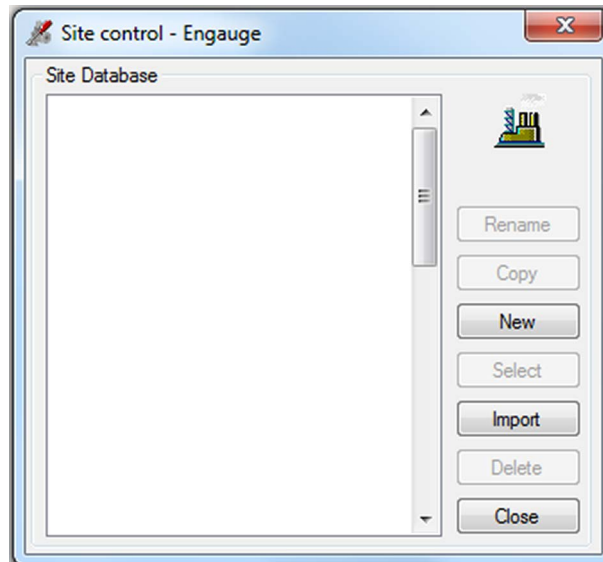 Site control - Engauge
Site Database
Rename
Copy
New
Select
Import
Delete
Close